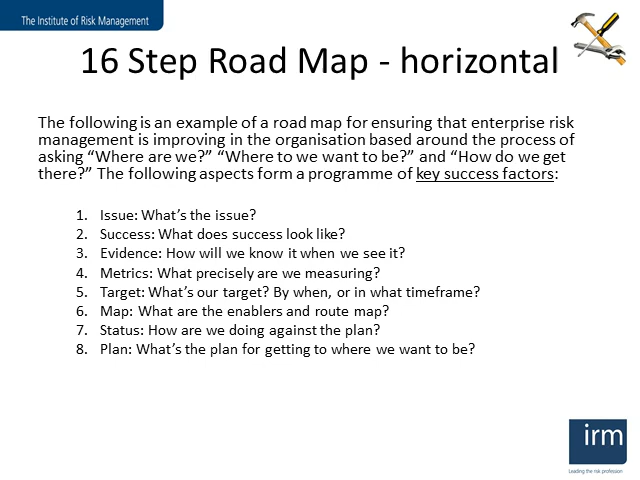 The Institute of Risk Management
16 Step Road Map - horizontal
The following is an example of a road map for ensuring that enterprise risk
management is improving in the organisation based around the process of
asking “Where are we?” “Where to we want to be?” and “How do we get
there?” The following aspects form a programme of key success factors:
1. Issue: What’s the issue?
2. Success: What does success look like?
3. Evidence: How will we know it when we see it?
4. Metrics: What precisely are we measuring?
5. Target: What’s our target? By when, or in what timeframe?
6. Map: What are the enablers and route map?
7. Status: How are we doing against the plan?
8. Plan: What’s the plan for getting to where we want to be?
irm
Leading the risk profession